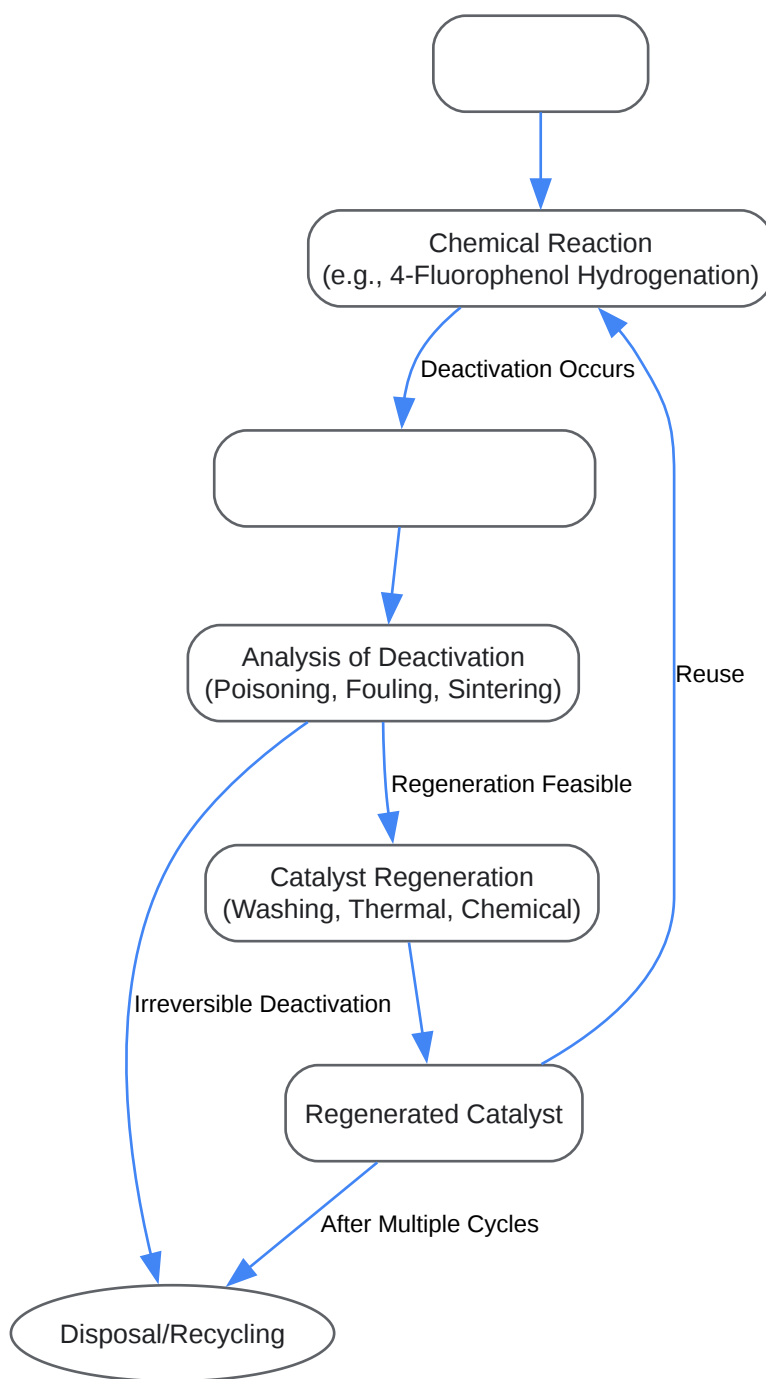 Chemical Reaction
(e.g., 4-Fluorophenol Hydrogenation)
Deactivation Occurs
Analysis of Deactivation
(Poisoning, Fouling, Sintering)
Reuse
Regeneration Feasible
Catalyst Regeneration
(Washing, Thermal, Chemical)
Irreversible Deactivation
Regenerated Catalyst
After Multiple Cycles
Disposal/Recycling